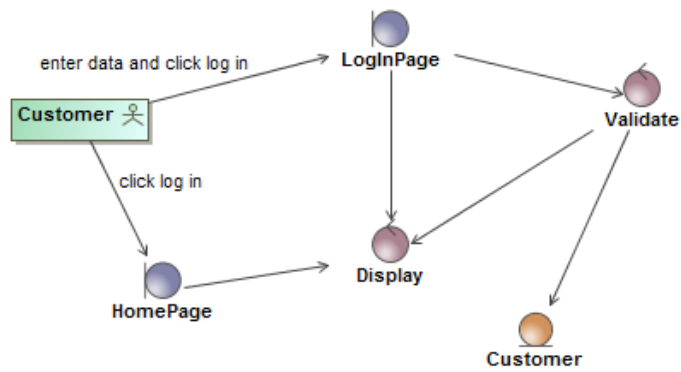 enter data and click log in
LogInPage
Customer
Validate
click log in
Display
HomePage
Customer